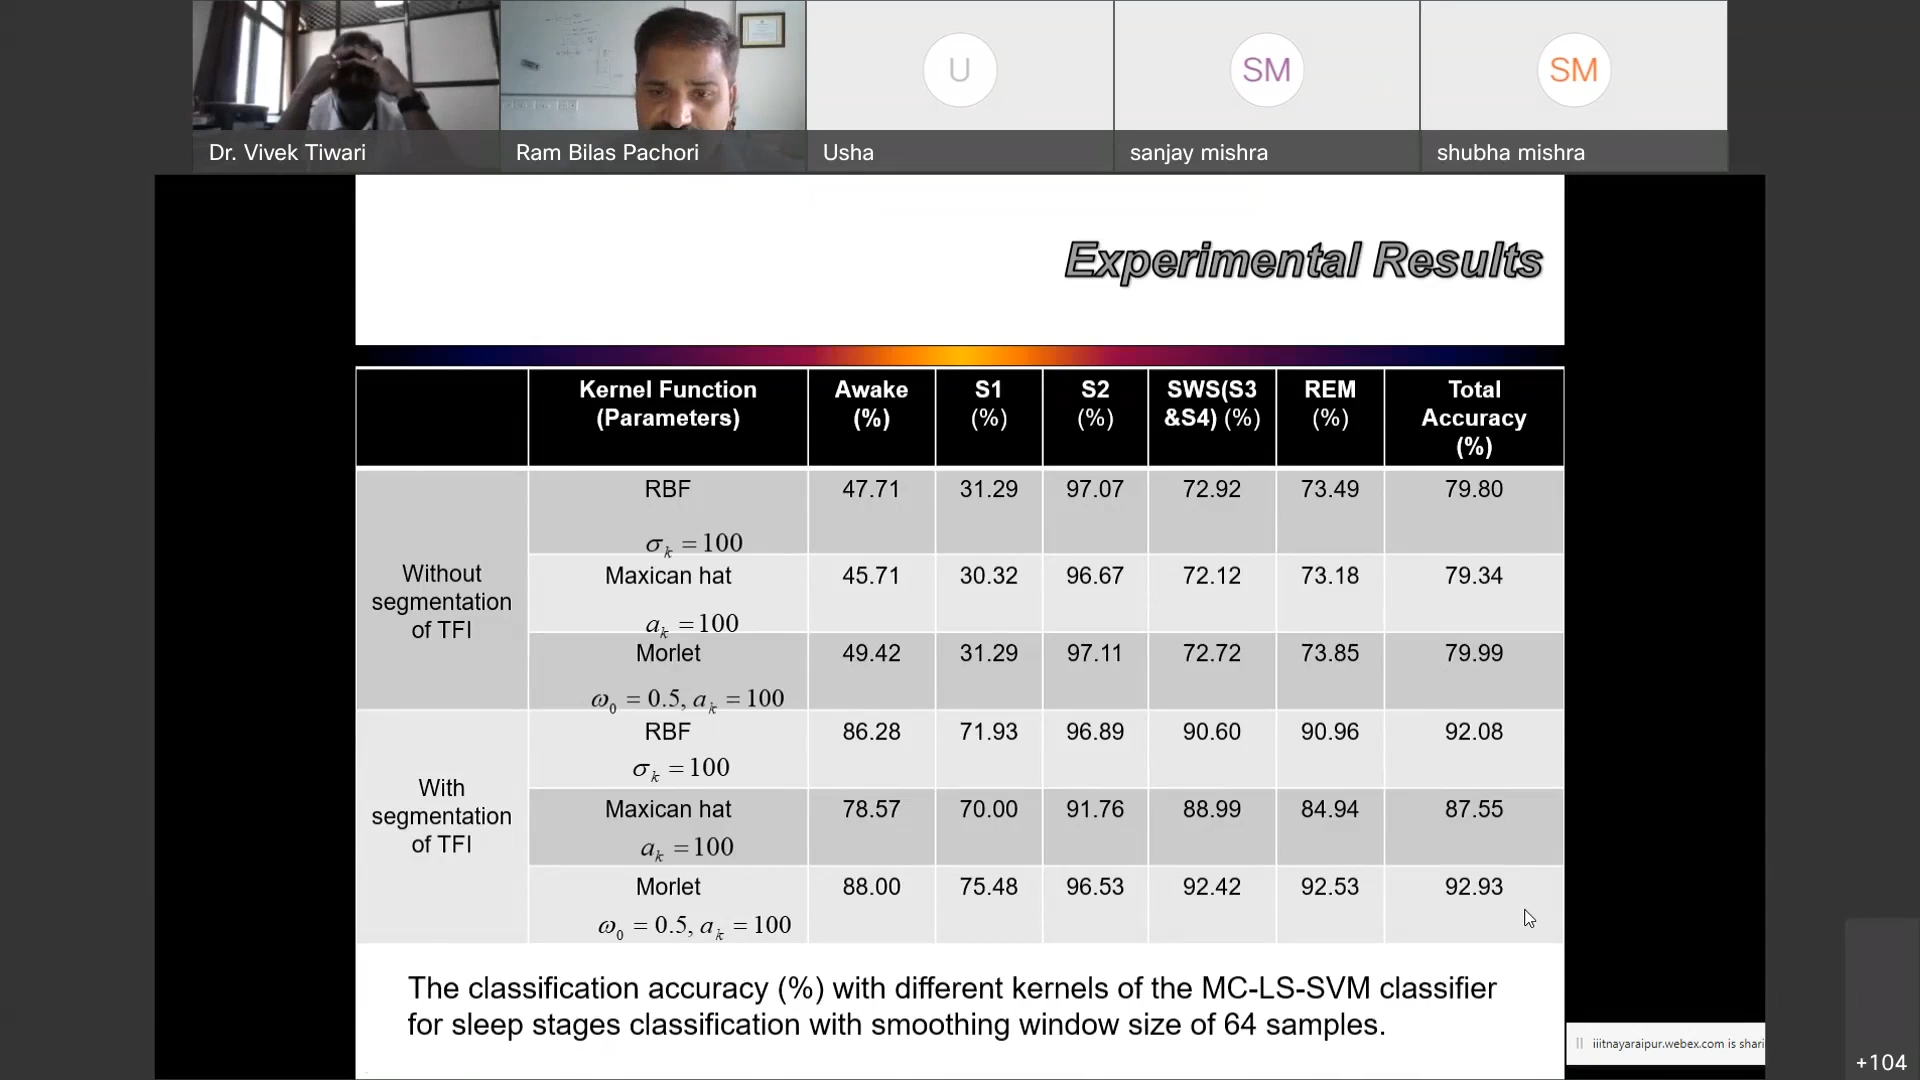 U
SM
SM
Dr. Vivek Tiwari
Ram Bilas Pachori
Usha
sanjay mishra
shubha mishra
Experimental Results
Kernel Function (Parameters) Awake (%) S1 (%) S2 (%) SWS(S3 &S4) (%) REM (%) Total Accuracy (%)
Without segmentation of TFI
RBF 47.71 31.29 97.07 72.92 73.49 79.80
σk = 100
Maxican hat 45.71 30.32 96.67 72.12 73.18 79.34
ak = 100
Morlet 49.42 31.29 97.11 72.72 73.85 79.99
ω0 = 0.5, ak = 100
With segmentation of TFI
RBF 86.28 71.93 96.89 90.60 90.96 92.08
σk = 100
Maxican hat 78.57 70.00 91.76 88.99 84.94 87.55
ak = 100
Morlet 88.00 75.48 96.53 92.42 92.53 92.93
ω0 = 0.5, ak = 100
The classification accuracy (%) with different kernels of the MC-LS-SVM classifier
for sleep stages classification with smoothing window size of 64 samples.
iiitnayaraipur.webex.com is shari
+104